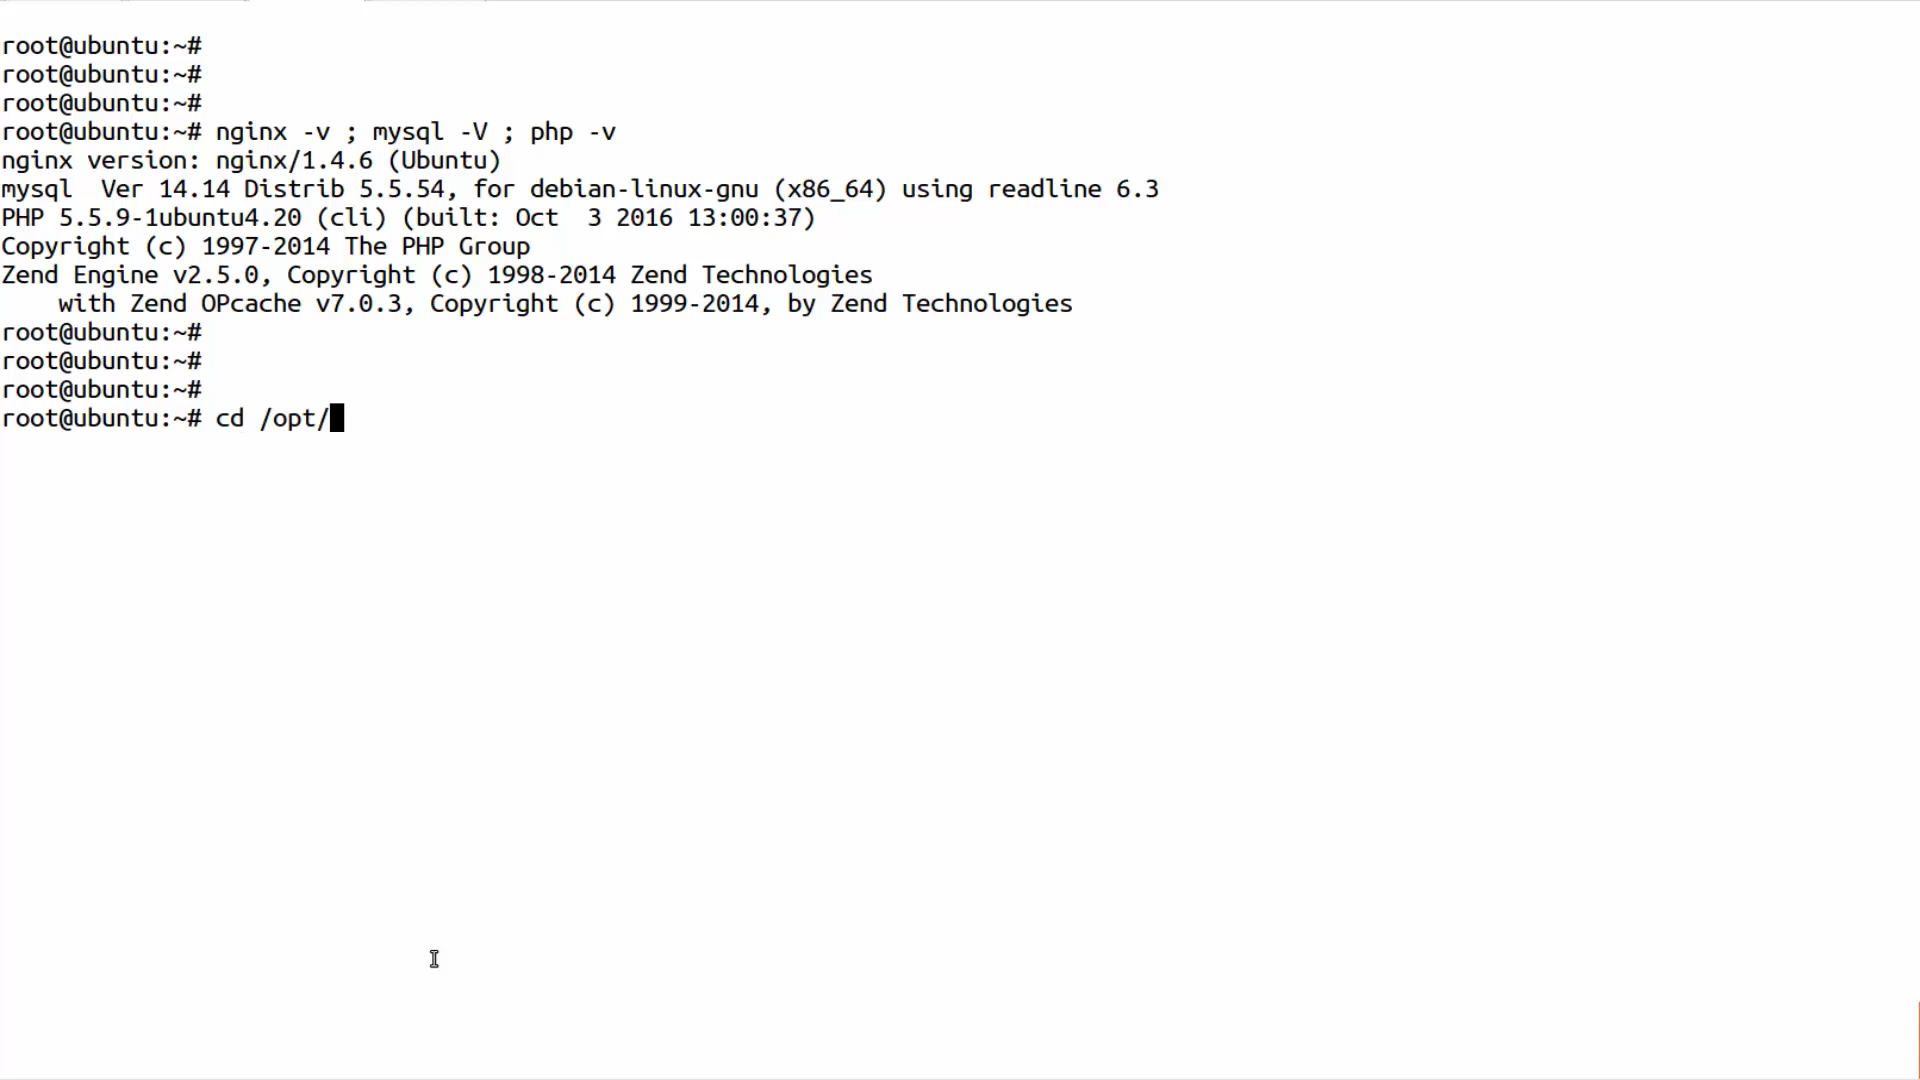 root@ubuntu:~#
root@ubuntu:~#
root@ubuntu:~#
root@ubuntu:~# nginx -v ; mysql -V ; php -v
nginx version: nginx/1.4.6 (Ubuntu)
mysql  Ver 14.14 Distrib 5.5.54, for debian-linux-gnu (x86_64) using readline 6.3
PHP 5.5.9-1ubuntu4.20 (cli) (built: Oct  3 2016 13:00:37)
Copyright (c) 1997-2014 The PHP Group
Zend Engine v2.5.0, Copyright (c) 1998-2014 Zend Technologies
    with Zend OPcache v7.0.3, Copyright (c) 1999-2014, by Zend Technologies
root@ubuntu:~#
root@ubuntu:~#
root@ubuntu:~#
root@ubuntu:~# cd /opt/